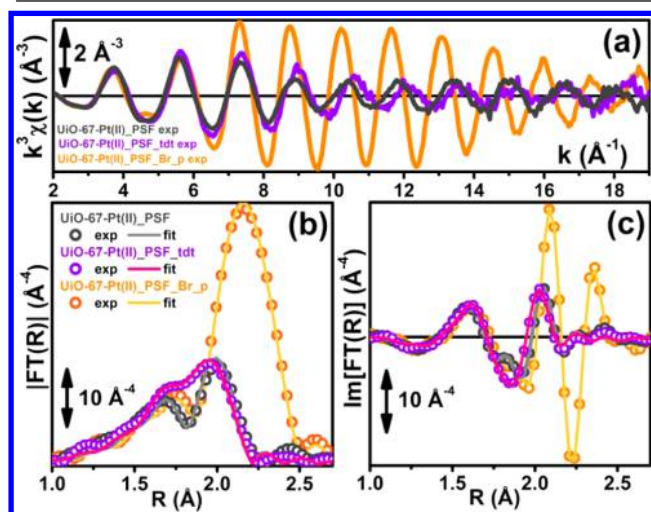 2 Å⁻³
(a)
k³χ(k) (Å⁻³)
UiO-67-Pt(II)_PSF exp
UiO-67-Pt(II)_PSF_tdt exp
UiO-67-Pt(II)_PSF_Br_p exp
k (Å⁻¹)
2 4 6 8 10 12 14 16 18
UiO-67-Pt(II)_PSF
exp fit
UiO-67-Pt(II)_PSF_tdt
exp fit
UiO-67-Pt(II)_PSF_Br_p
exp fit
(b)
|FT(R)| (Å⁻⁴)
10 Å⁻⁴
1.0 1.5 2.0 2.5
R (Å)
(c)
Im[FT(R)] (Å⁻⁴)
10 Å⁻⁴
1.0 1.5 2.0 2.5
R (Å)